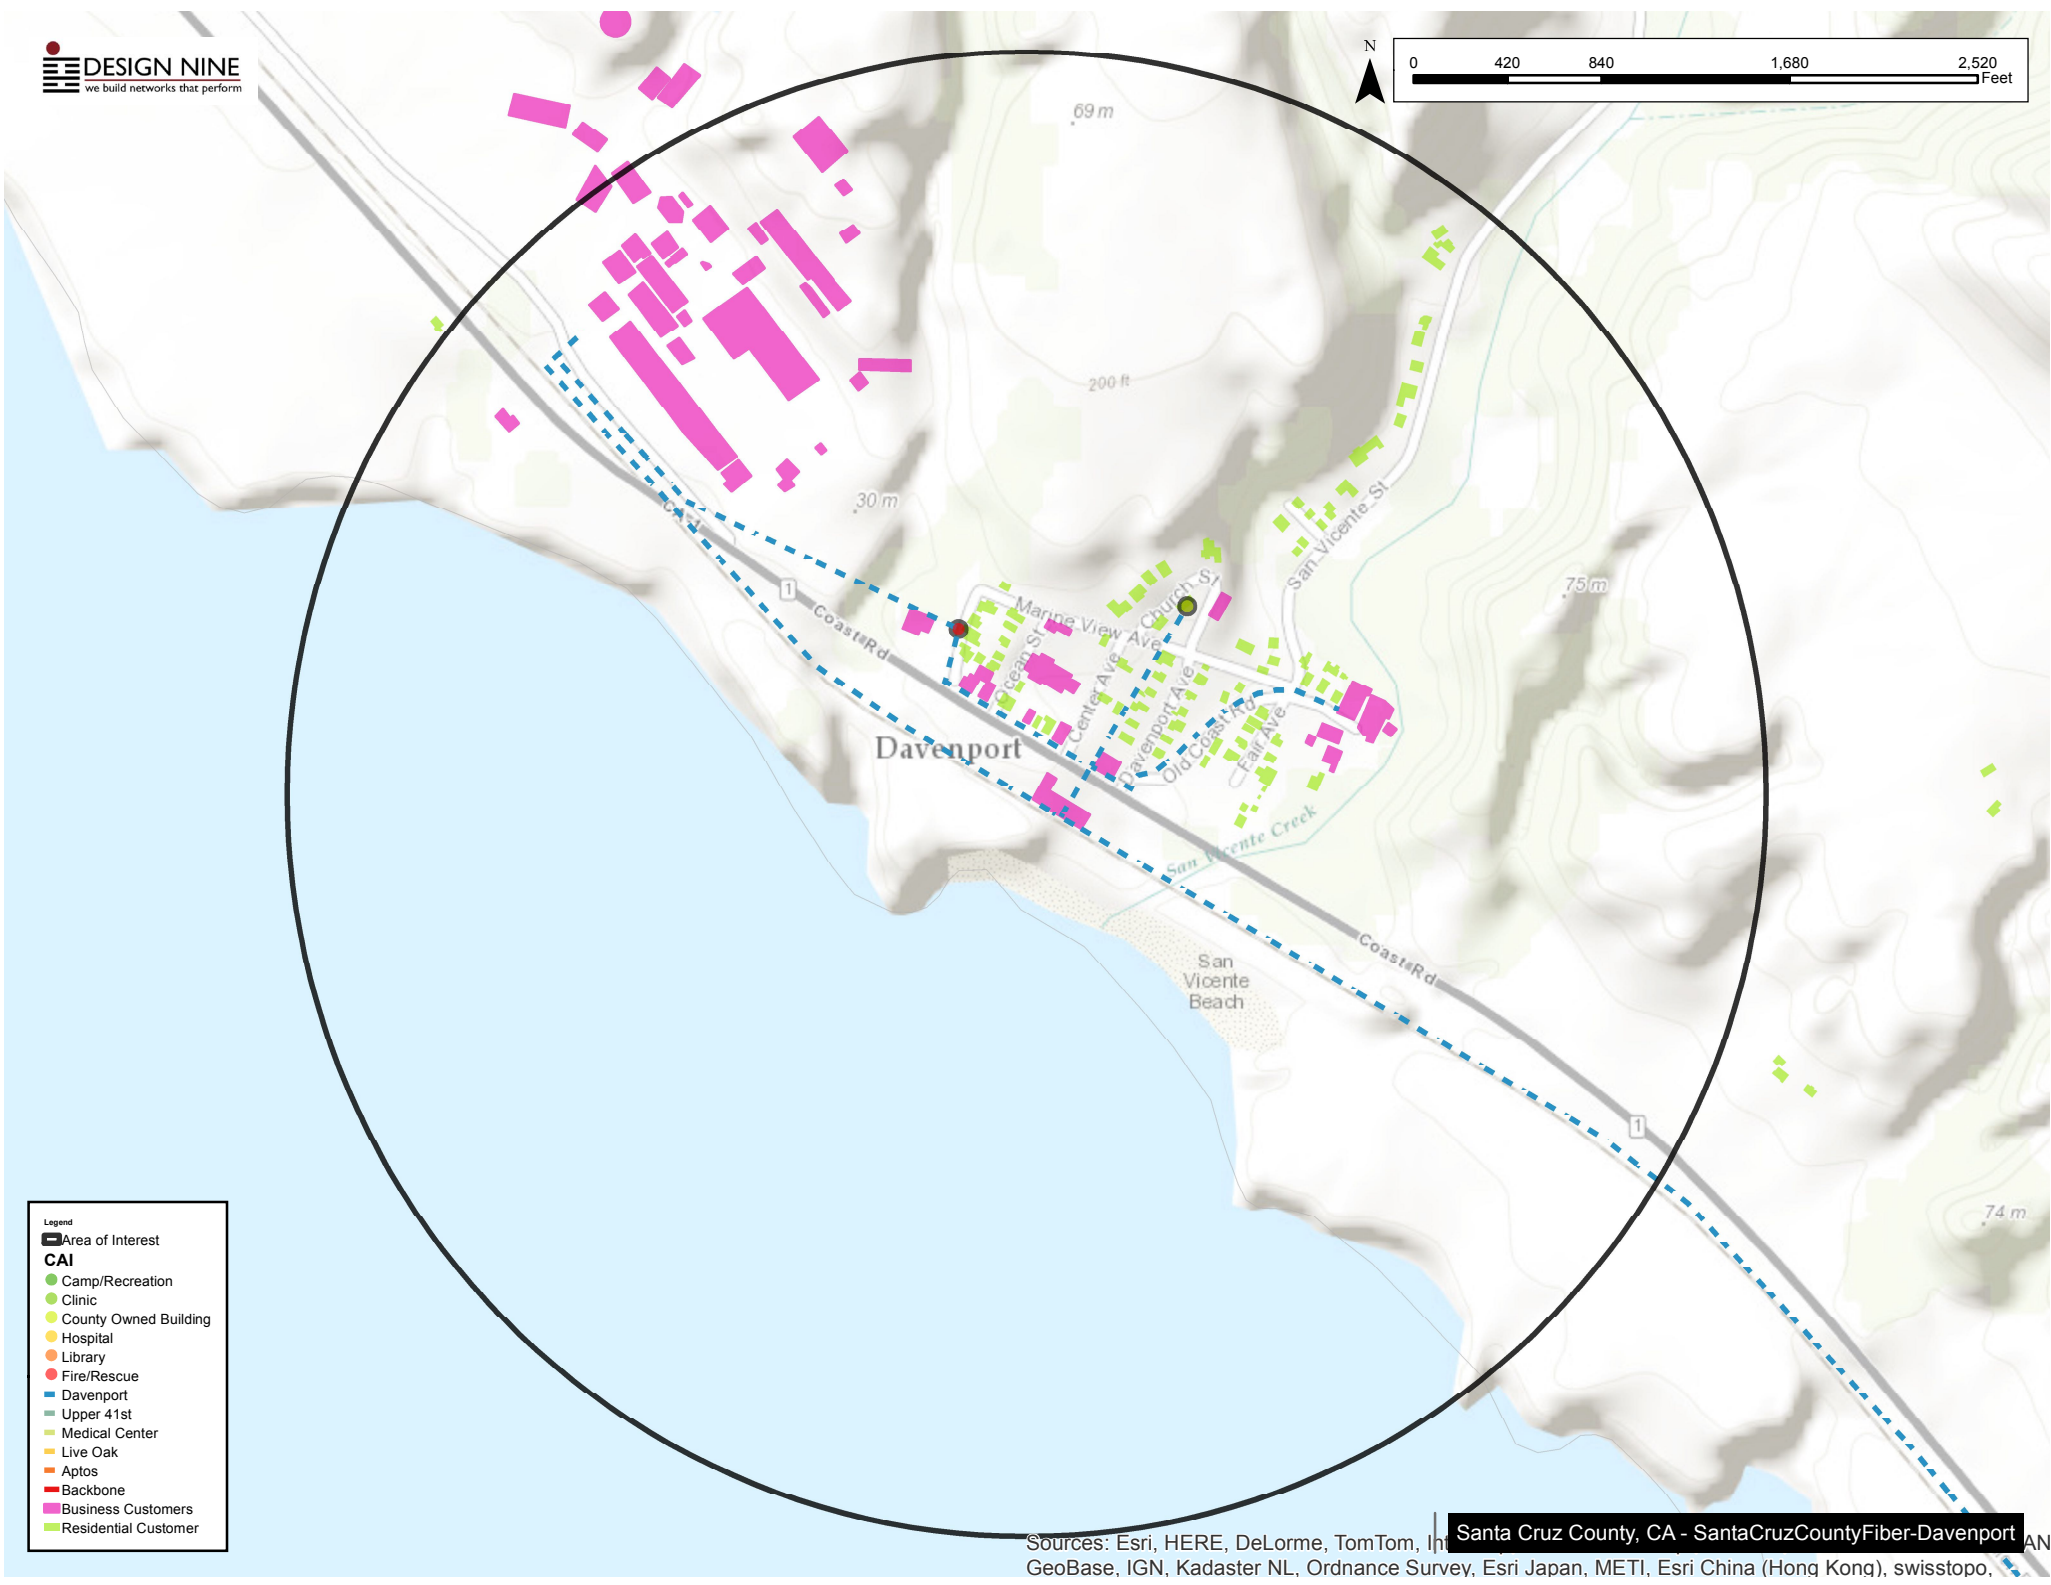 DESIGN NINE
we build networks that perform
N
0 420 840 1,680 2,520
Feet
69 m
200 ft
30 m
75 m
74 m
CA-1
1
Coast Rd
Marine View Ave
Church St
San Vicente St
Ocean St
Center Ave
Davenport Ave
Old Coast Rd
Fair Ave
Davenport
San Vicente Creek
Coast Rd
San
Vicente
Beach
1
Legend
Area of Interest
CAI
Camp/Recreation
Clinic
County Owned Building
Hospital
Library
Fire/Rescue
Davenport
Upper 41st
Medical Center
Live Oak
Aptos
Backbone
Business Customers
Residential Customer
Santa Cruz County, CA - SantaCruzCountyFiber-Davenport
Sources: Esri, HERE, DeLorme, TomTom,
GeoBase, IGN, Kadaster NL, Ordnance Survey, Esri Japan, METI, Esri China (Hong Kong), swisstopo,